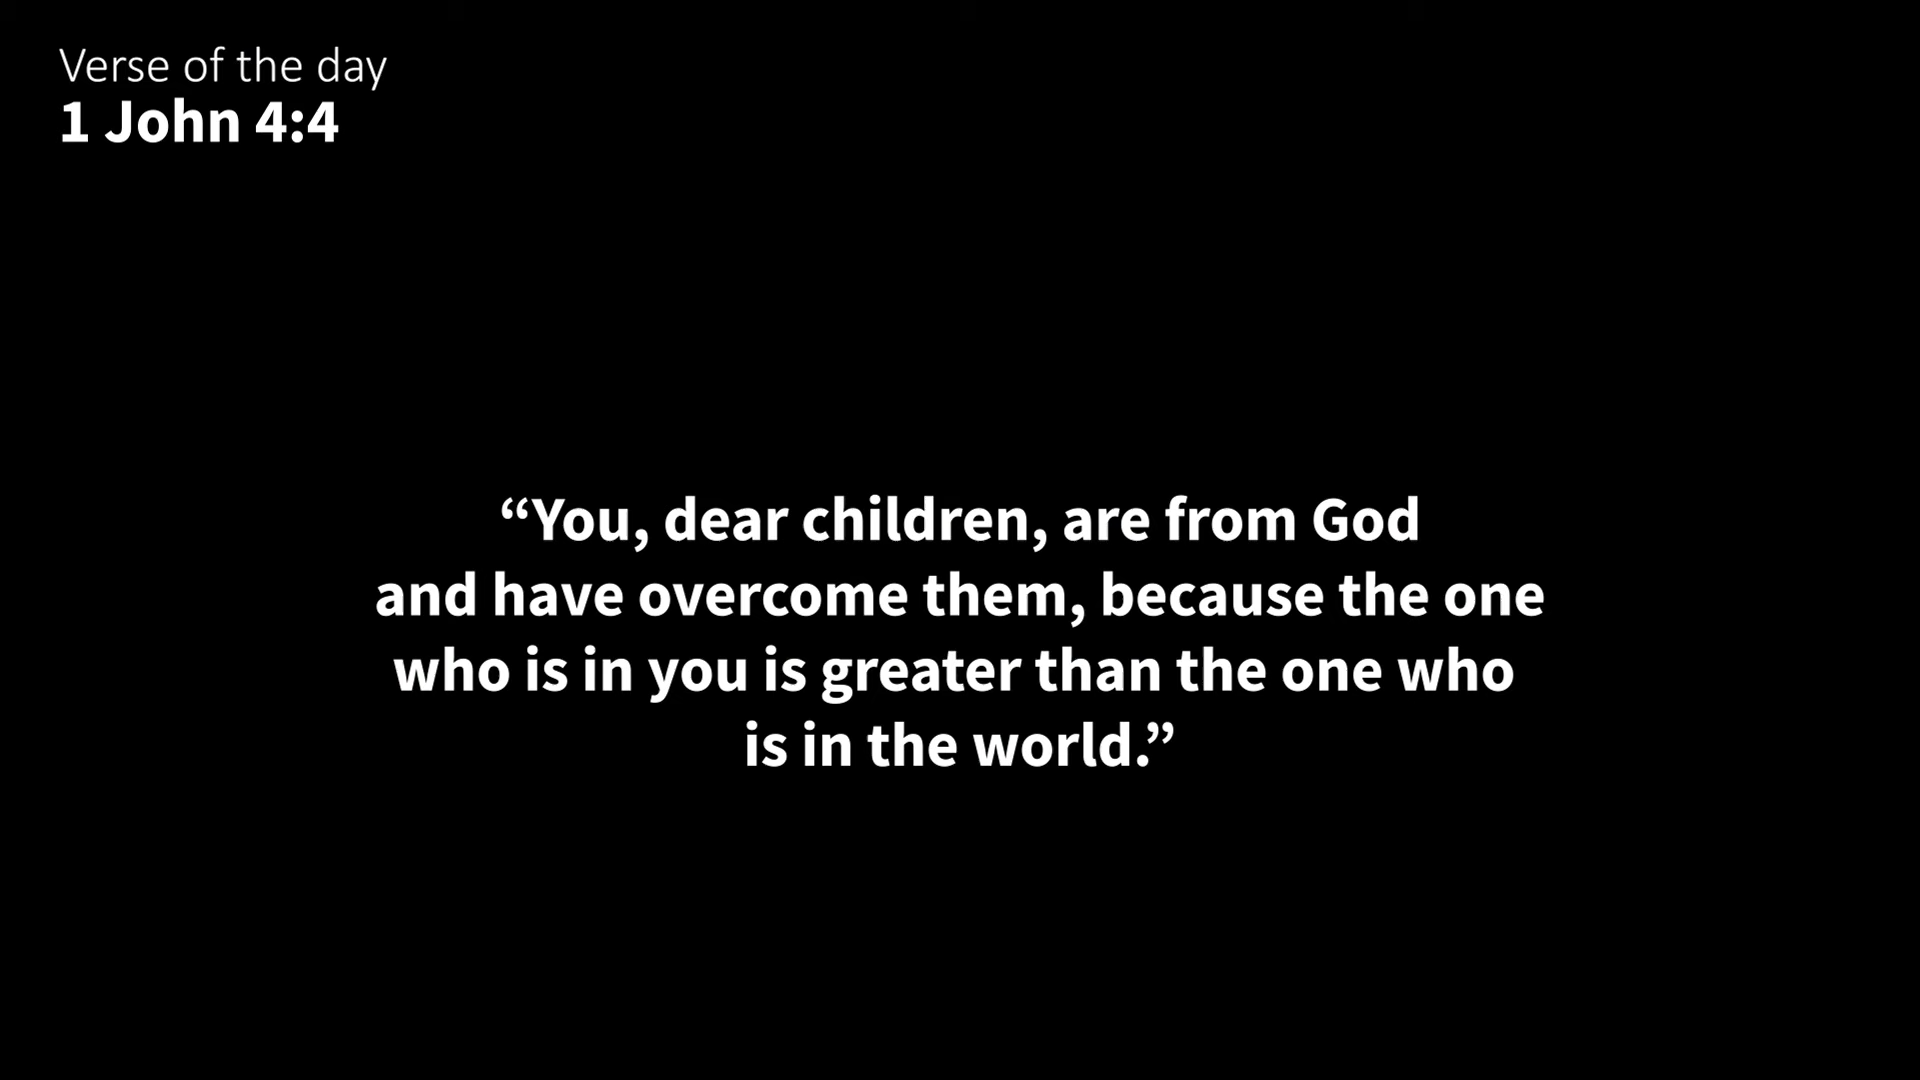 Verse of the day
1 John 4:4
“You, dear children, are from God
and have overcome them, because the one
who is in you is greater than the one who
is in the world.”